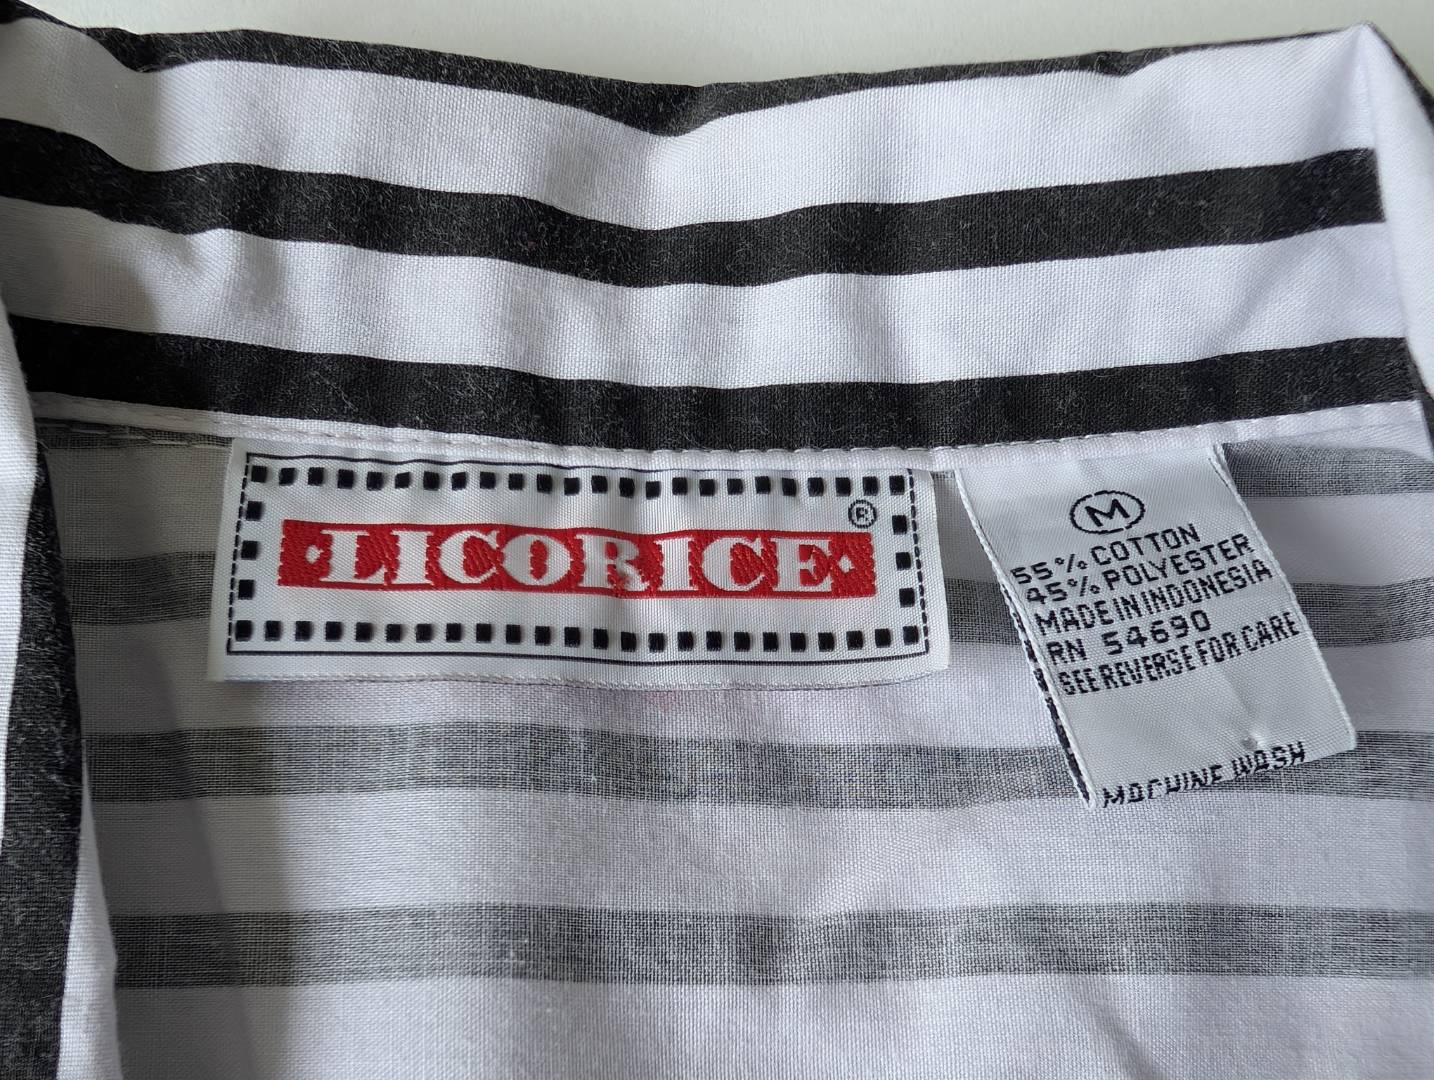 ·LICORICE·
®
M
55% COTTON
45% POLYESTER
MADE IN INDONESIA
RN 54690
SEE REVERSE FOR CARE
MACHINE WASH